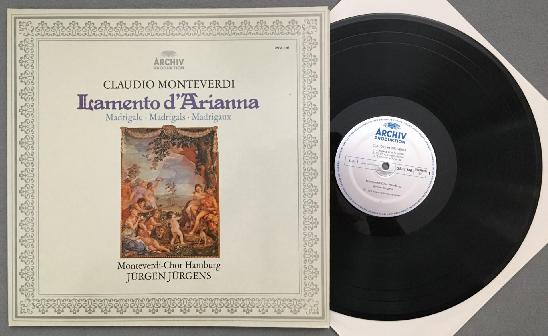 ARCHIV
PRODUKTION
CLAUDIO MONTEVERDI
Lamento d'Arianna
Madrigale · Madrigals · Madrigaux
Monteverdi-Chor Hamburg
JÜRGEN JÜRGENS
ARCHIV
PRODUKTION